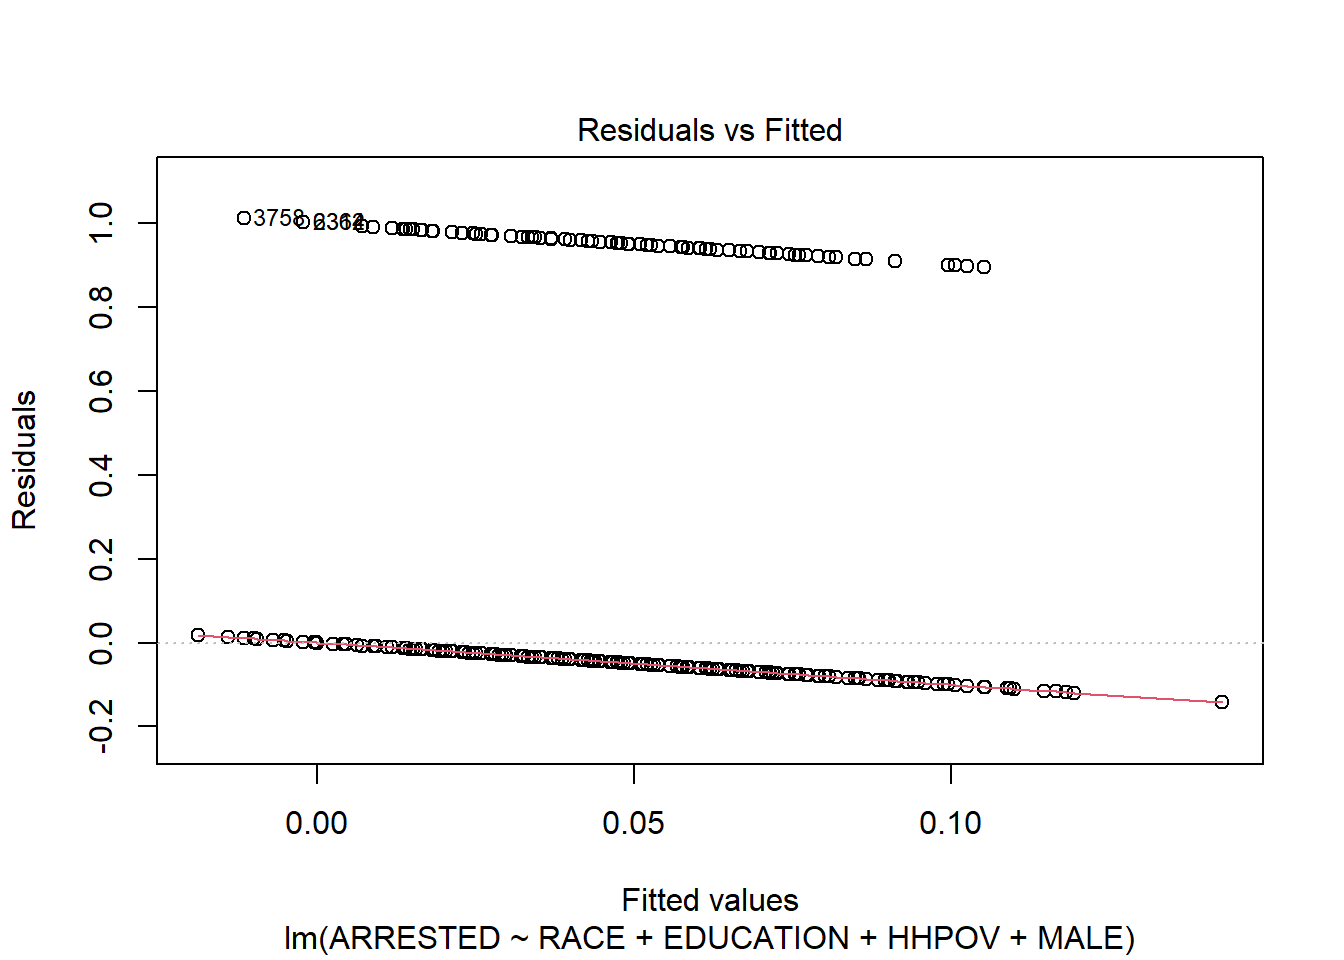 Residuals vs Fitted
Residuals
1.0
0.8
0.6
0.4
0.2
0.0
-0.2
3758
0.00
0.05
0.10
Fitted values
lm(ARRESTED ~ RACE + EDUCATION + HHPOV + MALE)